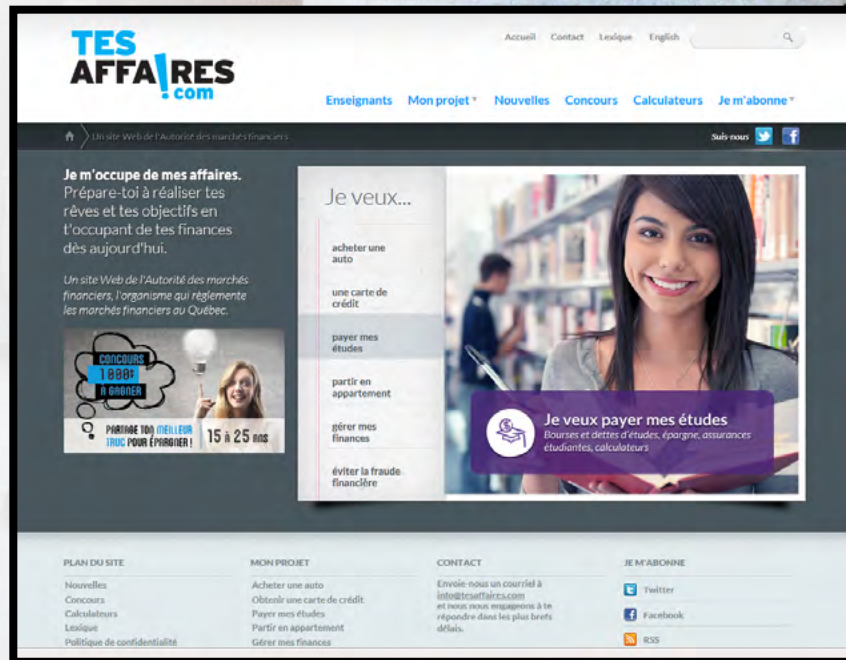 TES
AFFA!RES
.com
Accueil Contact Lexique English
Enseignants Mon projet Nouvelles Concours Calculateurs Je m'abonne
Un site Web de l'Autorité des marchés financiers
Suis-nous
Je m'occupe de mes affaires.
Prépare-toi à réaliser tes
rêves et tes objectifs en
t'occupant de tes finances
dès aujourd'hui.
Un site Web de l'Autorité des marchés
financiers, l'organisme qui règlemente
les marchés financiers au Québec.
CONCOURS
1000$
À GAGNER
PARTAGE TON MEILLEUR
TRUC POUR ÉPARGNER !
15 à 25 ans
Je veux...
acheter une
auto
une carte de
crédit
payer mes
études
partir en
appartement
gérer mes
finances
éviter la fraude
financière
Je veux payer mes études
Bourses et dettes d'études, épargne, assurances
étudiantes, calculateurs
PLAN DU SITE
Nouvelles
Concours
Calculateurs
Lexique
Politique de confidentialité
MON PROJET
Acheter une auto
Obtenir une carte de crédit
Payer mes études
Partir en appartement
Gérer mes finances
CONTACT
Envoie-nous un courriel à
info@tesaffaires.com
et nous nous engageons à te
répondre dans les plus brefs
délais.
JE M'ABONNE
Twitter
Facebook
RSS